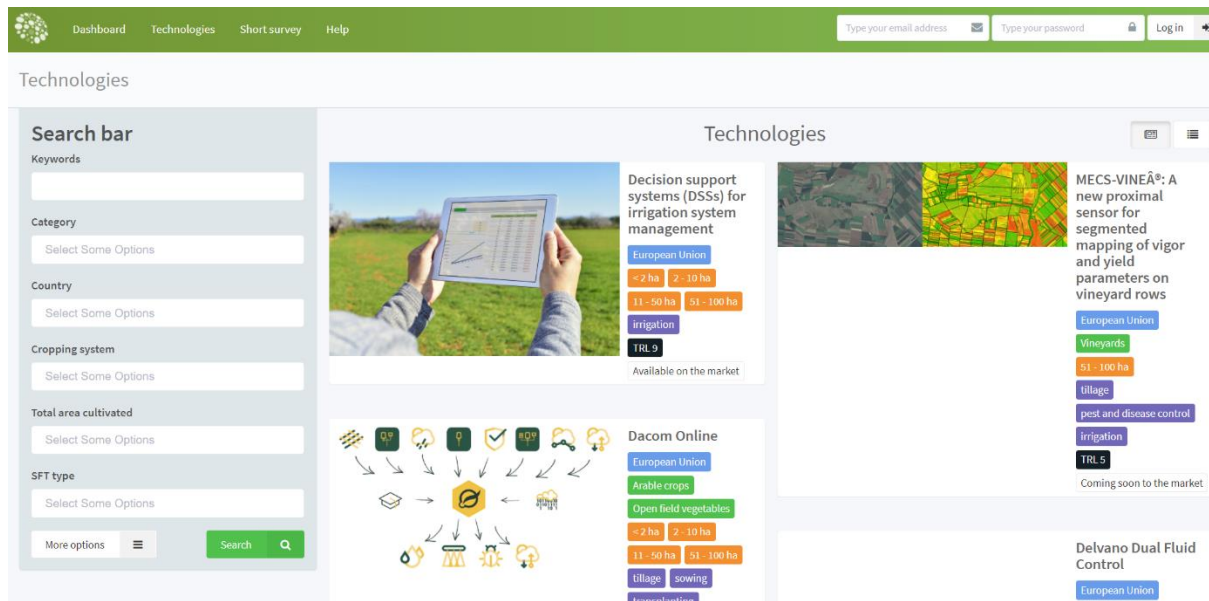 Dashboard Technologies Short survey Help Type your email address Type your password Log in
Technologies
Search bar
Keywords
Category
Select Some Options
Country
Select Some Options
Cropping system
Select Some Options
Total area cultivated
Select Some Options
SFT type
Select Some Options
More options Search
Technologies
Decision support
systems (DSSs) for
irrigation system
management
European Union
< 2 ha 2 - 10 ha
11 - 50 ha 51 - 100 ha
irrigation
TRL 9
Available on the market
MECS-VINEÂ®: A
new proximal
sensor for
segmented
mapping of vigor
and yield
parameters on
vineyard rows
European Union
Vineyards
51 - 100 ha
tillage
pest and disease control
irrigation
TRL 5
Coming soon to the market
Dacom Online
European Union
Arable crops
Open field vegetables
< 2 ha 2 - 10 ha
11 - 50 ha 51 - 100 ha
tillage sowing
transplanting
Delvano Dual Fluid
Control
European Union